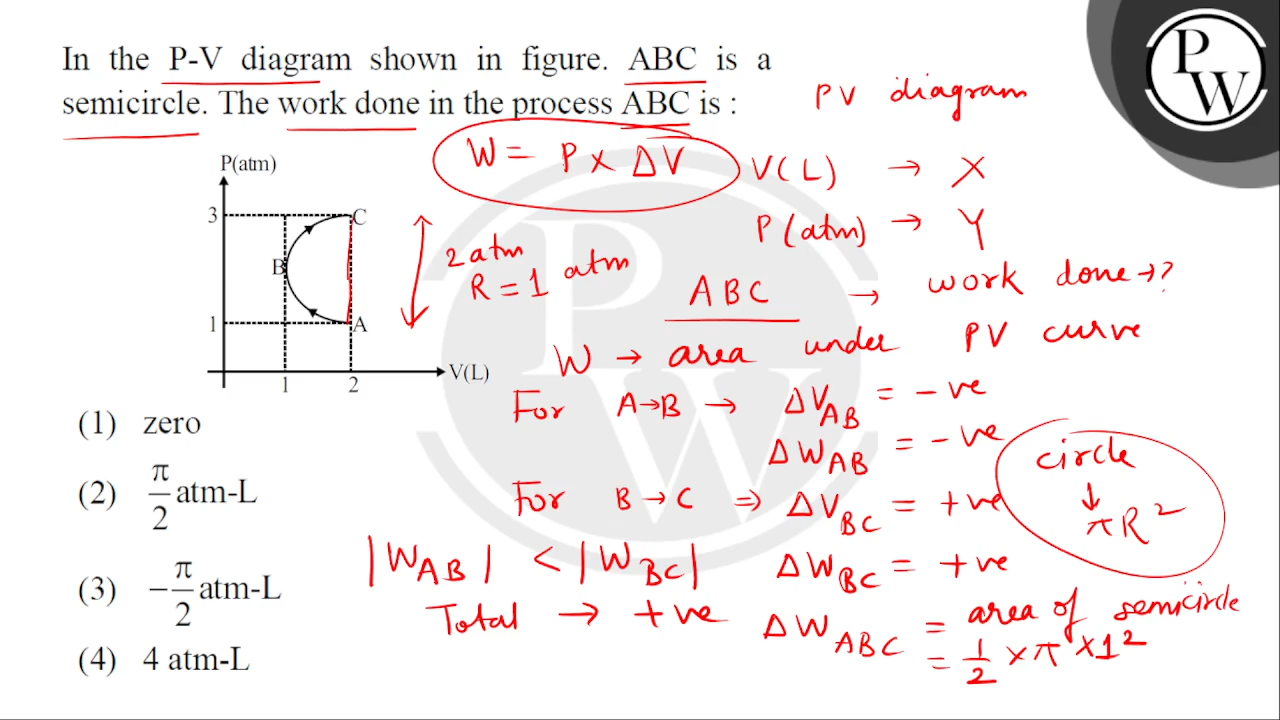 In the P-V diagram shown in figure. ABC is a
semicircle. The work done in the process ABC is :
P(atm)
3
C
B
1
A
1
2
V(L)
(1) zero
(2) π/2 atm-L
(3) -π/2 atm-L
(4) 4 atm-L
W = P × ΔV
2 atm
R = 1 atm
PV diagram
V(L) → X
P(atm) → Y
ABC → work done → ?
W → area under PV curve
For A→B → ΔV_AB = -ve
ΔW_AB = -ve
For B→C ⇒ ΔV_BC = +ve
|W_AB| < |W_BC|
ΔW_BC = +ve
Total → +ve
ΔW_ABC = area of semicircle
= 1/2 × π × 1²
circle
↓
πR²
PW
PW